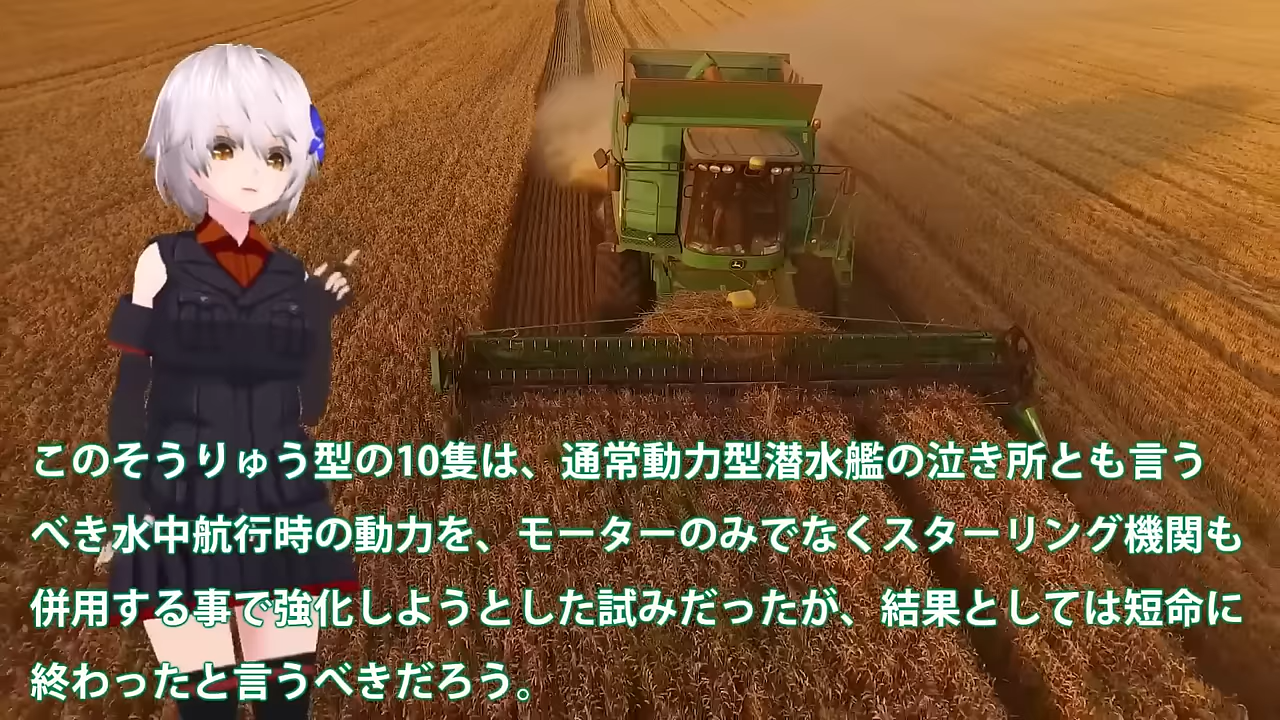 このそうりゅう型の10隻は、通常動力型潜水艦の泣き所とも言う
べき水中航行時の動力を、モーターのみでなくスターリング機関も
併用する事で強化しようとした試みだったが、結果としては短命に
終わったと言うべきだろう。